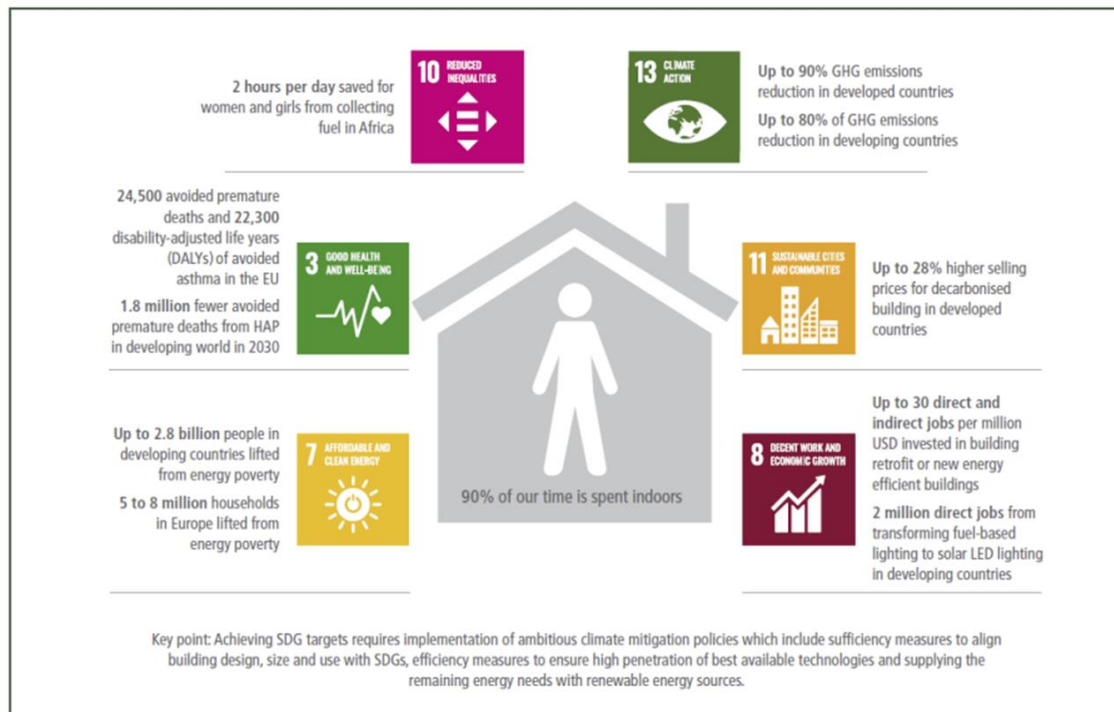 2 hours per day saved for
women and girls from collecting
fuel in Africa
10 REDUCED
INEQUALITIES
13 CLIMATE
ACTION
Up to 90% GHG emissions
reduction in developed countries
Up to 80% of GHG emissions
reduction in developing countries
24,500 avoided premature
deaths and 22,300
disability-adjusted life years
(DALYs) of avoided
asthma in the EU
1.8 million fewer avoided
premature deaths from HAP
in developing world in 2030
3 GOOD HEALTH
AND WELL-BEING
11 SUSTAINABLE CITIES
AND COMMUNITIES
Up to 28% higher selling
prices for decarbonised
building in developed
countries
Up to 2.8 billion people in
developing countries lifted
from energy poverty
5 to 8 million households
in Europe lifted from
energy poverty
7 AFFORDABLE AND
CLEAN ENERGY
90% of our time is spent indoors
8 DECENT WORK AND
ECONOMIC GROWTH
Up to 30 direct and
indirect jobs per million
USD invested in building
retrofit or new energy
efficient buildings
2 million direct jobs from
transforming fuel-based
lighting to solar LED lighting
in developing countries
Key point: Achieving SDG targets requires implementation of ambitious climate mitigation policies which include sufficiency measures to align
building design, size and use with SDGs, efficiency measures to ensure high penetration of best available technologies and supplying the
remaining energy needs with renewable energy sources.